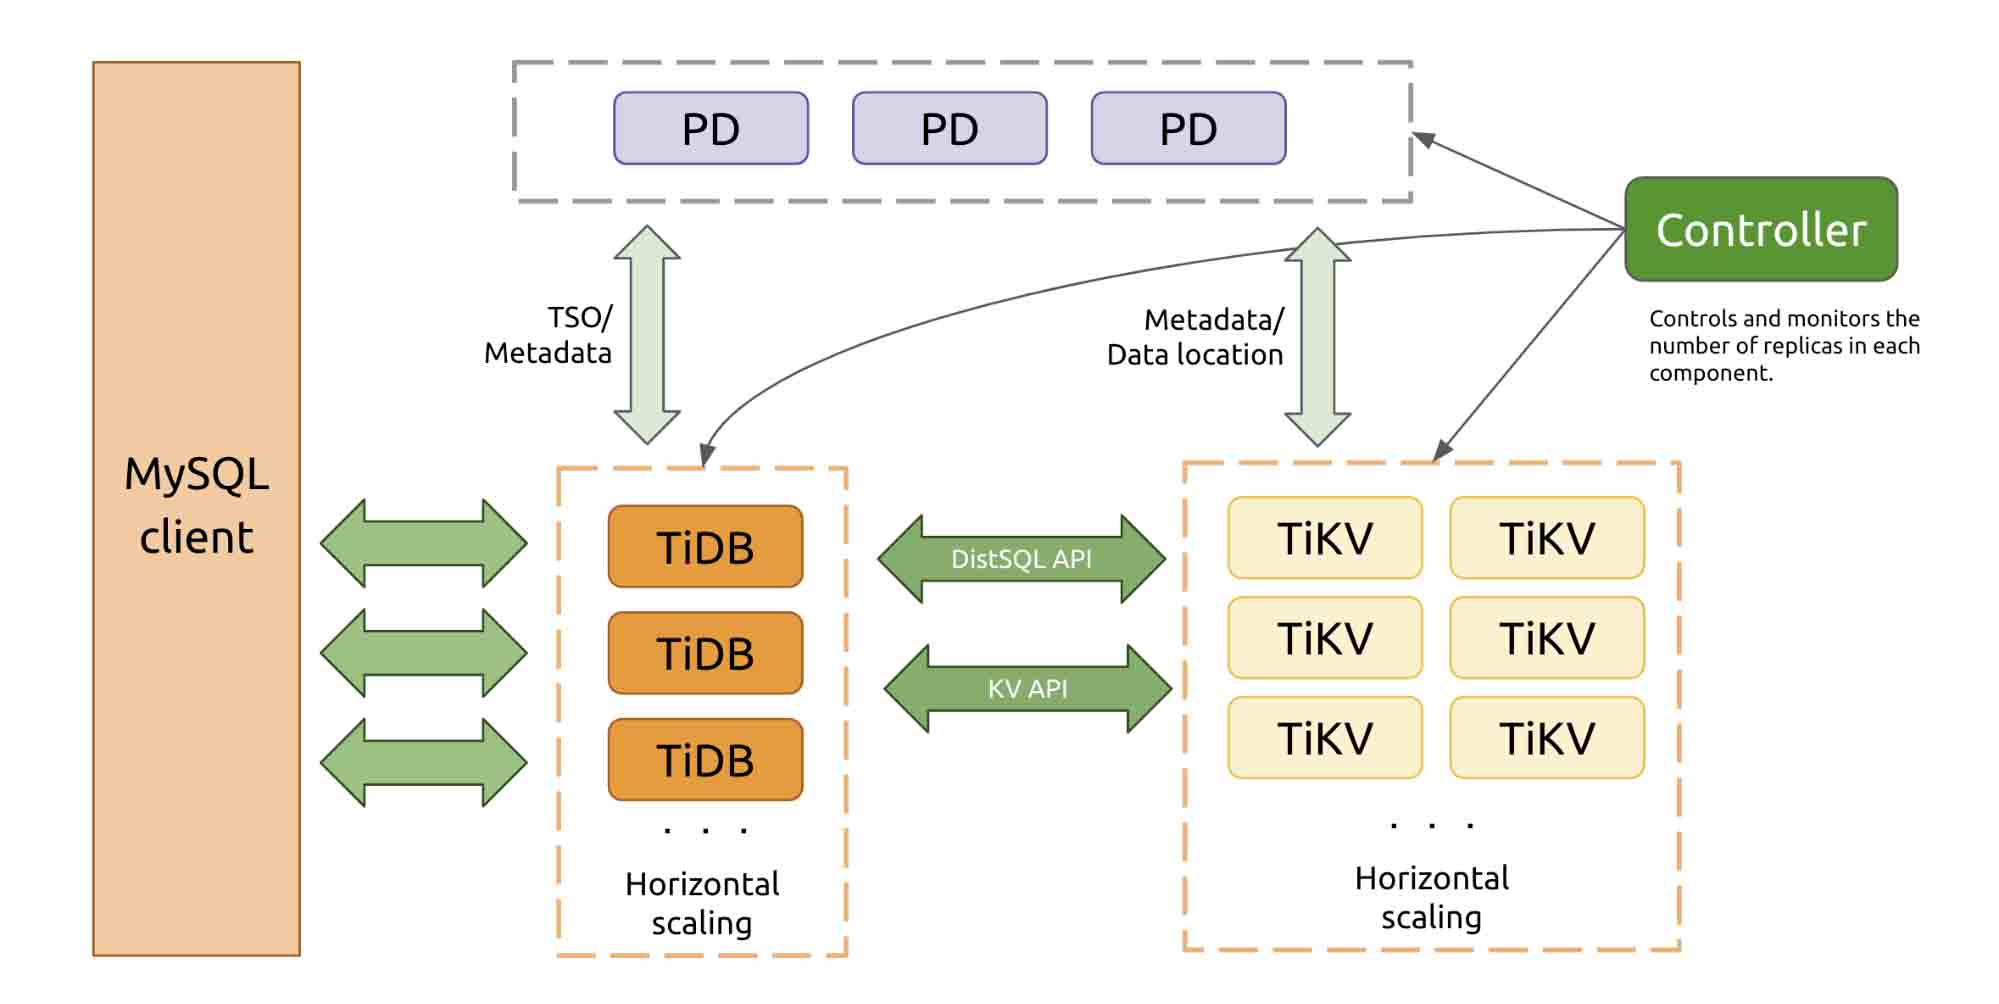 PD
PD
PD
Controller
Controls and monitors the
number of replicas in each
component.
TSO/
Metadata
Metadata/
Data location
MySQL
client
TiDB
TiDB
TiDB
. . .
Horizontal
scaling
DistSQL API
KV API
TiKV
TiKV
TiKV
TiKV
TiKV
TiKV
. . .
Horizontal
scaling